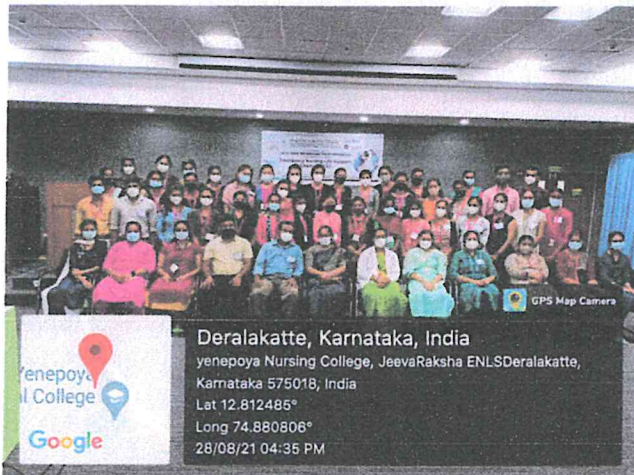 GPS Map Camera
Yenepoya
l College
Google
Deralakatte, Karnataka, India
yenepoya Nursing College, JeevaRaksha ENLSDeralakatte,
Karnataka 575018, India
Lat 12.812485°
Long 74.880806°
28/08/21 04:35 PM